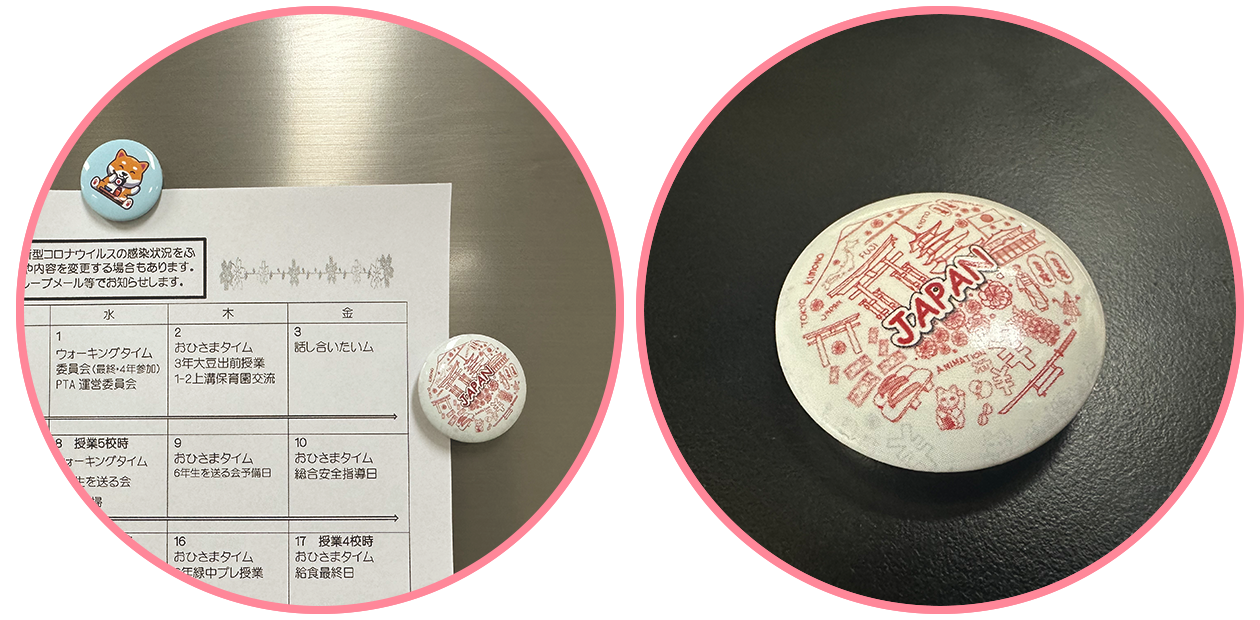 型コロナウイルスの感染状況をふ
内容を変更する場合もあります。
ループメール等でお知らせします。
水 木 金
1
ウォーキングタイム
委員会(最終・4年参加)
PTA 運営委員会
2
おひさまタイム
3年大豆出前授業
1-2上溝保育園交流
3
話し合いたいム
8 授業5校時
ォーキングタイム
生を送る会
9
おひさまタイム
6年生を送る会予備日
10
おひさまタイム
総合安全指導日
16
おひさまタイム
年緑中プレ授業
17 授業4校時
おひさまタイム
給食最終日
JAPAN
FUJI
KIMONO
TOKYO
JAPAN
ANIMATION